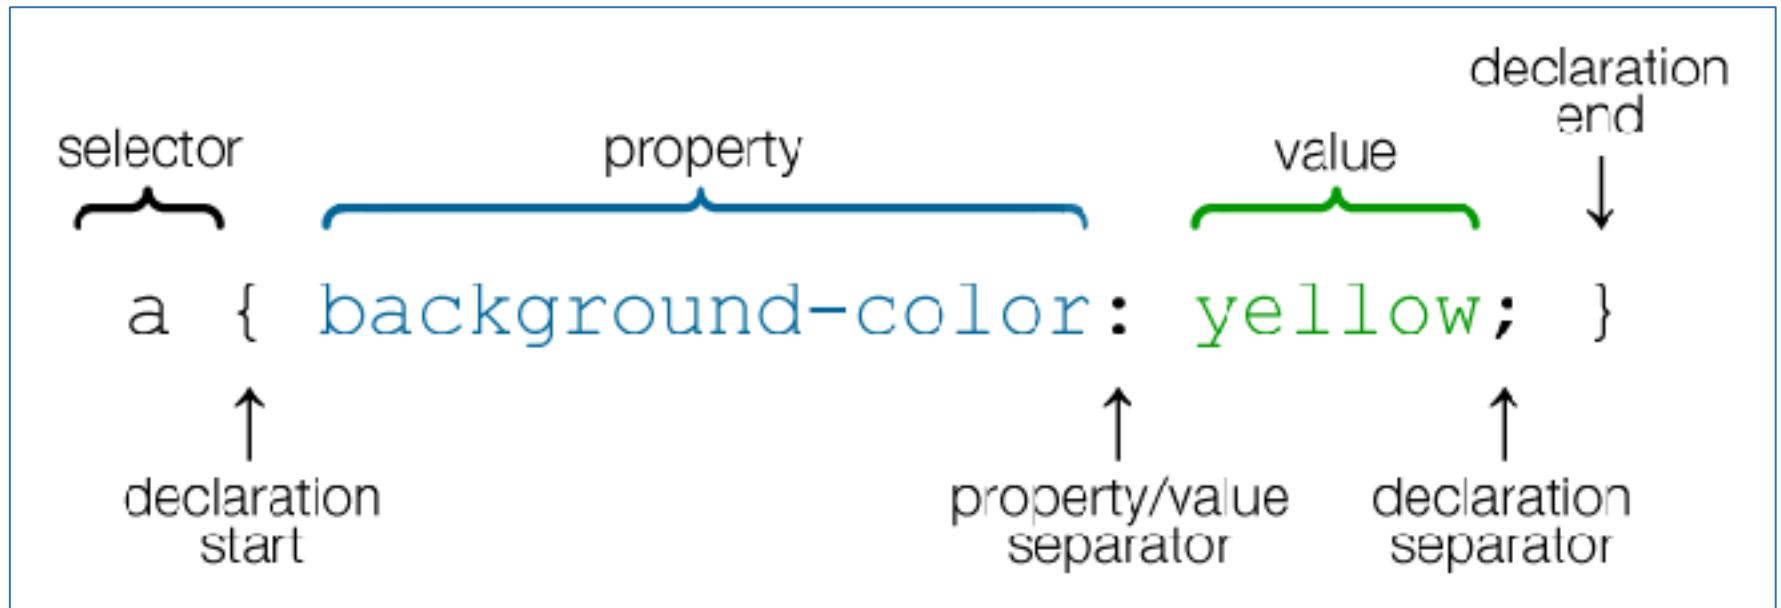 declaration
end
selector
property
value
a { background-color: yellow; }
declaration
start
property/value
separator
declaration
separator